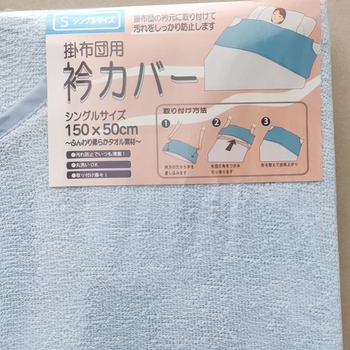 S シングルサイズ
掛布団の衿元に取り付けて
汚れをしっかり防止します
掛布団用
衿カバー
シングルサイズ
150×50cm
～ふんわり柔らかタオル素材～
●汚れ防止でいつも清潔!
●丸洗いOK
●取り付け楽々!
取り付け方法
1
2
3